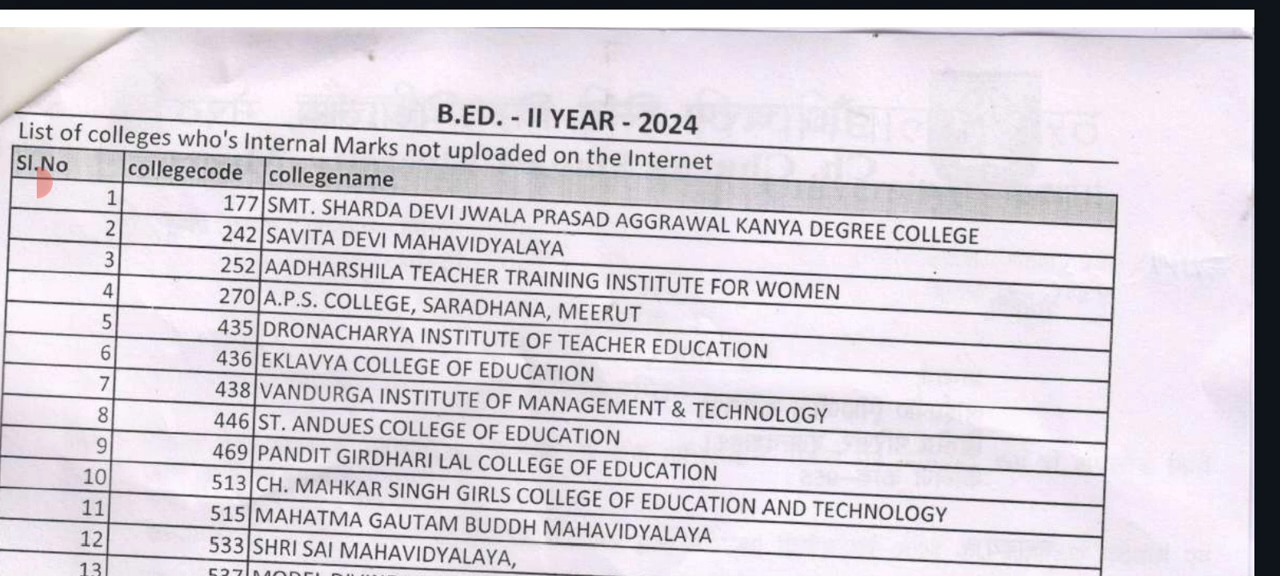 B.ED. - II YEAR - 2024
List of colleges who's Internal Marks not uploaded on the Internet
Sl.No collegecode collegename
1 177 SMT. SHARDA DEVI JWALA PRASAD AGGRAWAL KANYA DEGREE COLLEGE
2 242 SAVITA DEVI MAHAVIDYALAYA
3 252 AADHARSHILA TEACHER TRAINING INSTITUTE FOR WOMEN
4 270 A.P.S. COLLEGE, SARADHANA, MEERUT
5 435 DRONACHARYA INSTITUTE OF TEACHER EDUCATION
6 436 EKLAVYA COLLEGE OF EDUCATION
7 438 VANDURGA INSTITUTE OF MANAGEMENT & TECHNOLOGY
8 446 ST. ANDUES COLLEGE OF EDUCATION
9 469 PANDIT GIRDHARI LAL COLLEGE OF EDUCATION
10 513 CH. MAHKAR SINGH GIRLS COLLEGE OF EDUCATION AND TECHNOLOGY
11 515 MAHATMA GAUTAM BUDDH MAHAVIDYALAYA
12 533 SHRI SAI MAHAVIDYALAYA,
13 537 MODEL